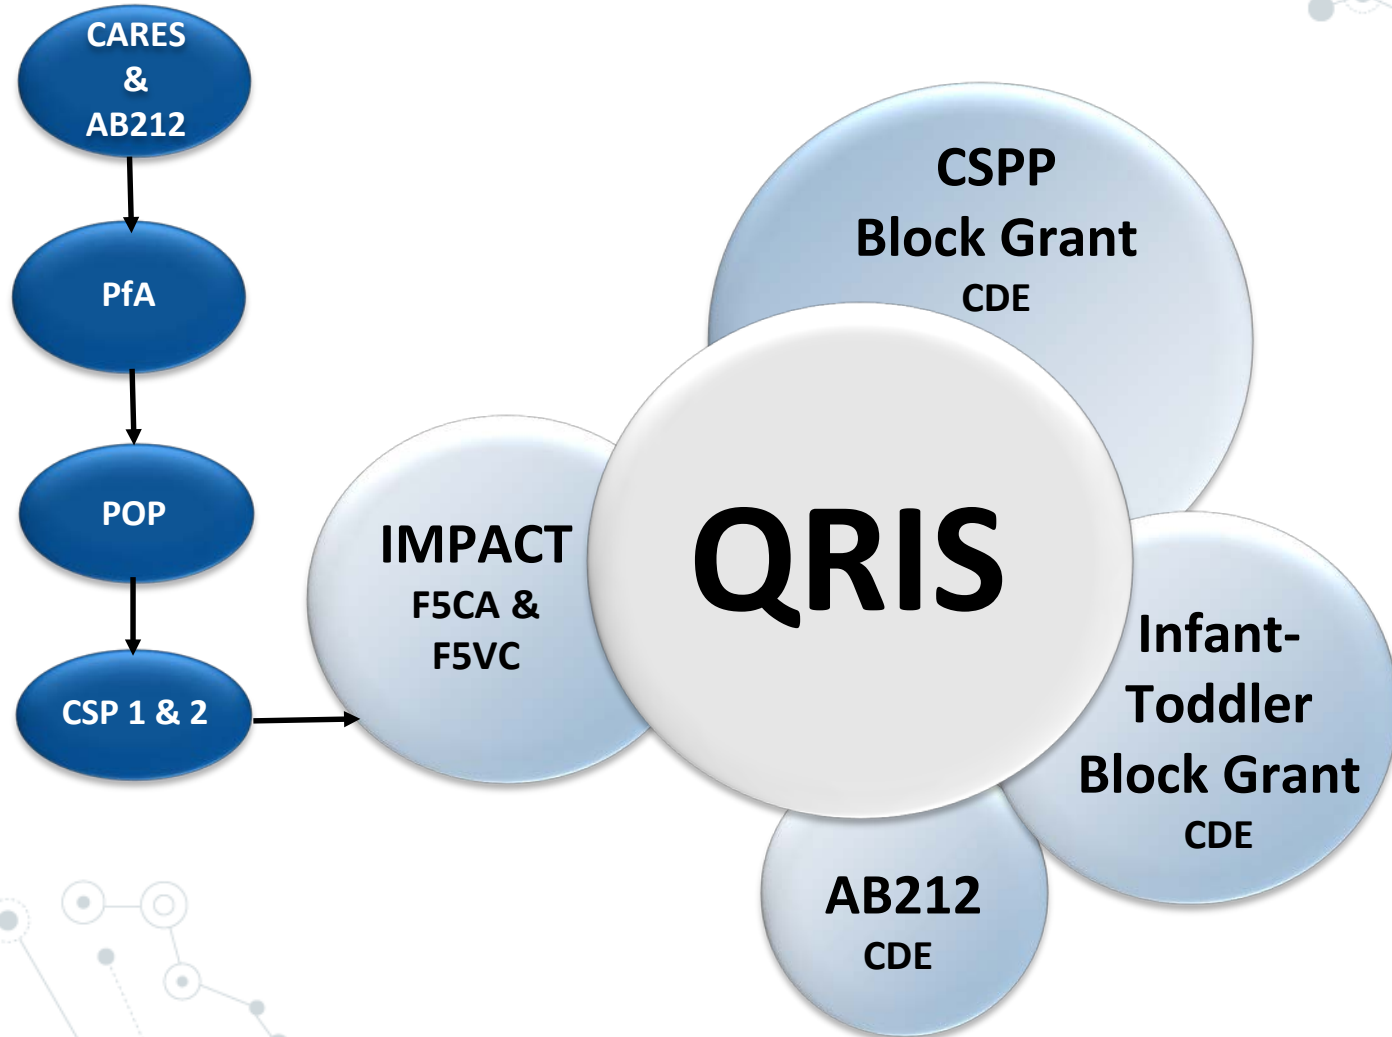 CARES
&
AB212
PfA
POP
CSP 1 & 2
CSPP
Block Grant
CDE
IMPACT
F5CA &
F5VC
QRIS
Infant-
Toddler
Block Grant
CDE
AB212
CDE